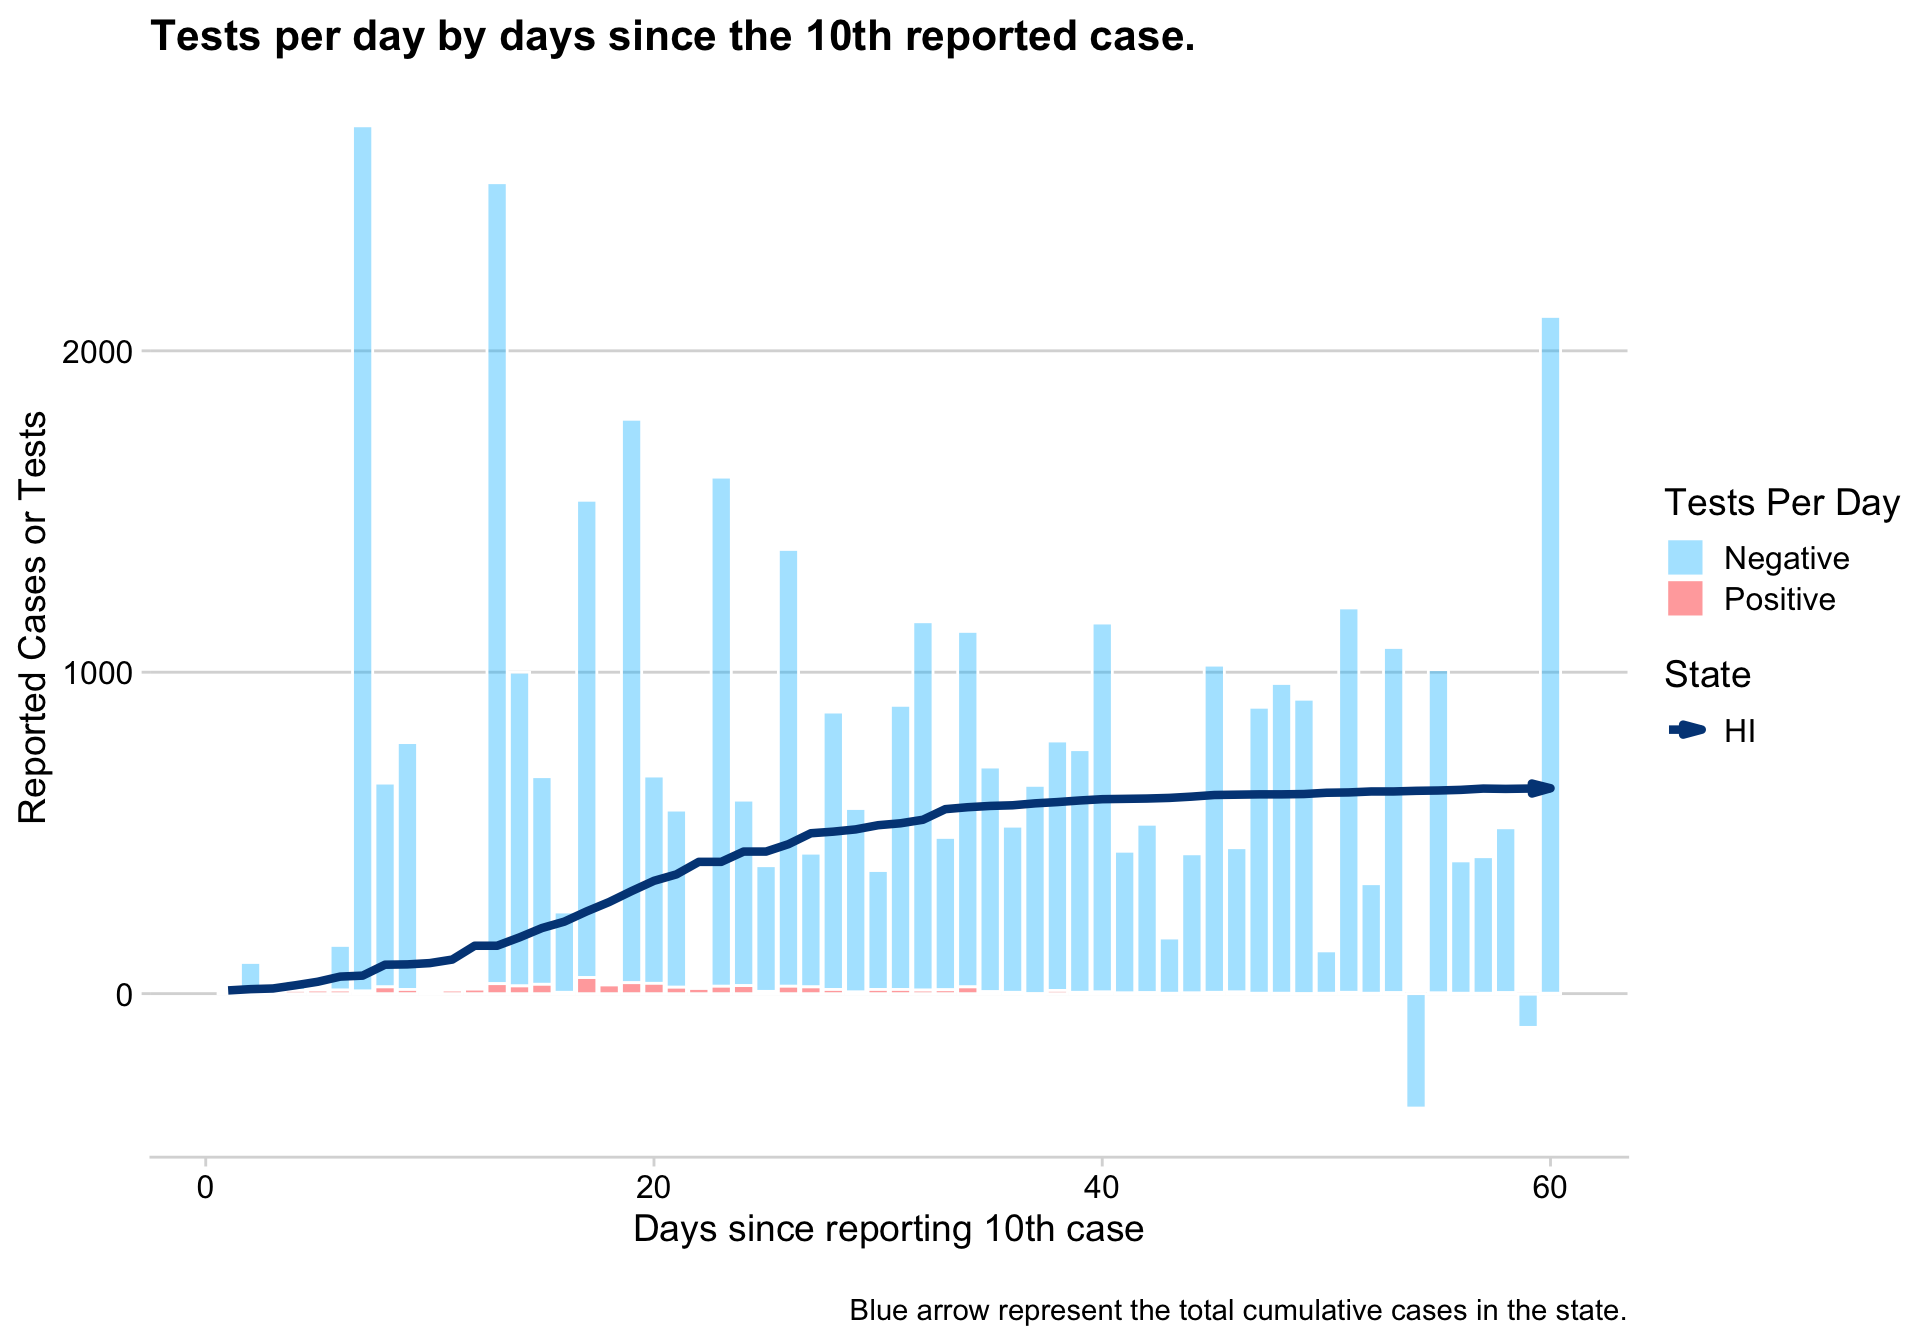 Tests per day by days since the 10th reported case.
Reported Cases or Tests
2000
1000
0
0
20
40
60
Days since reporting 10th case
Tests Per Day
Negative
Positive
State
HI
Blue arrow represent the total cumulative cases in the state.